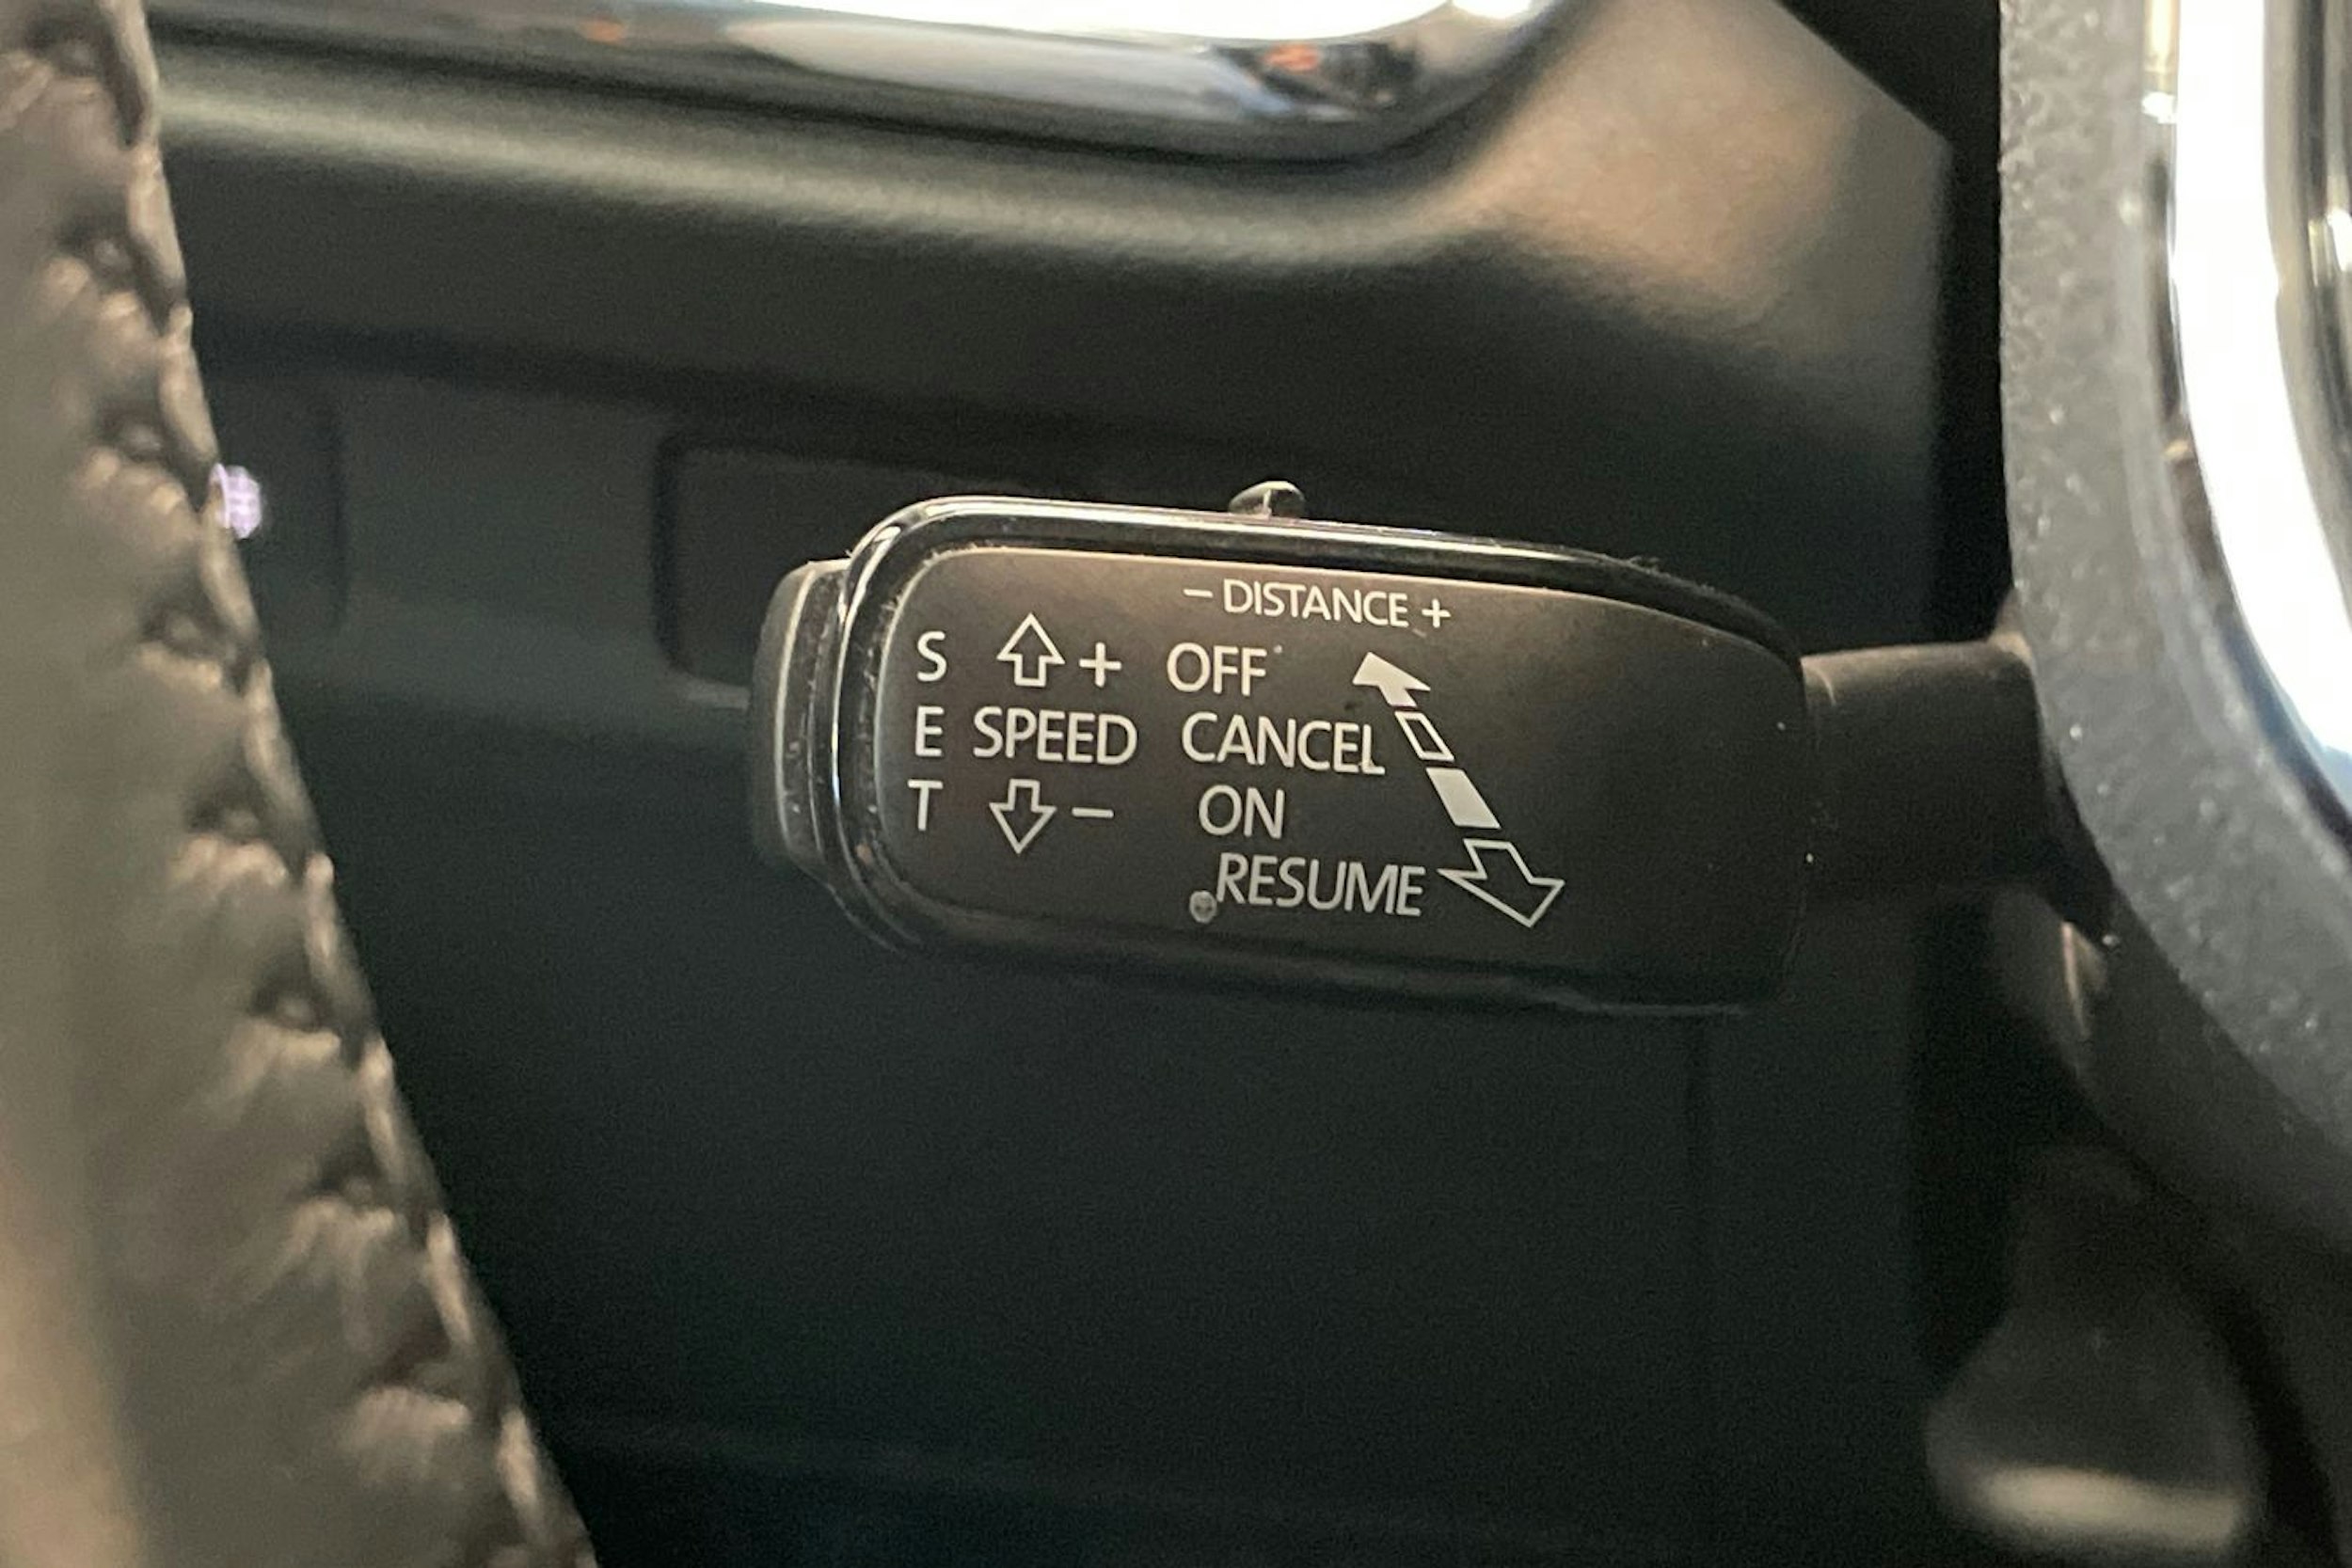 – DISTANCE +
S + OFF
E SPEED CANCEL
T – ON
RESUME